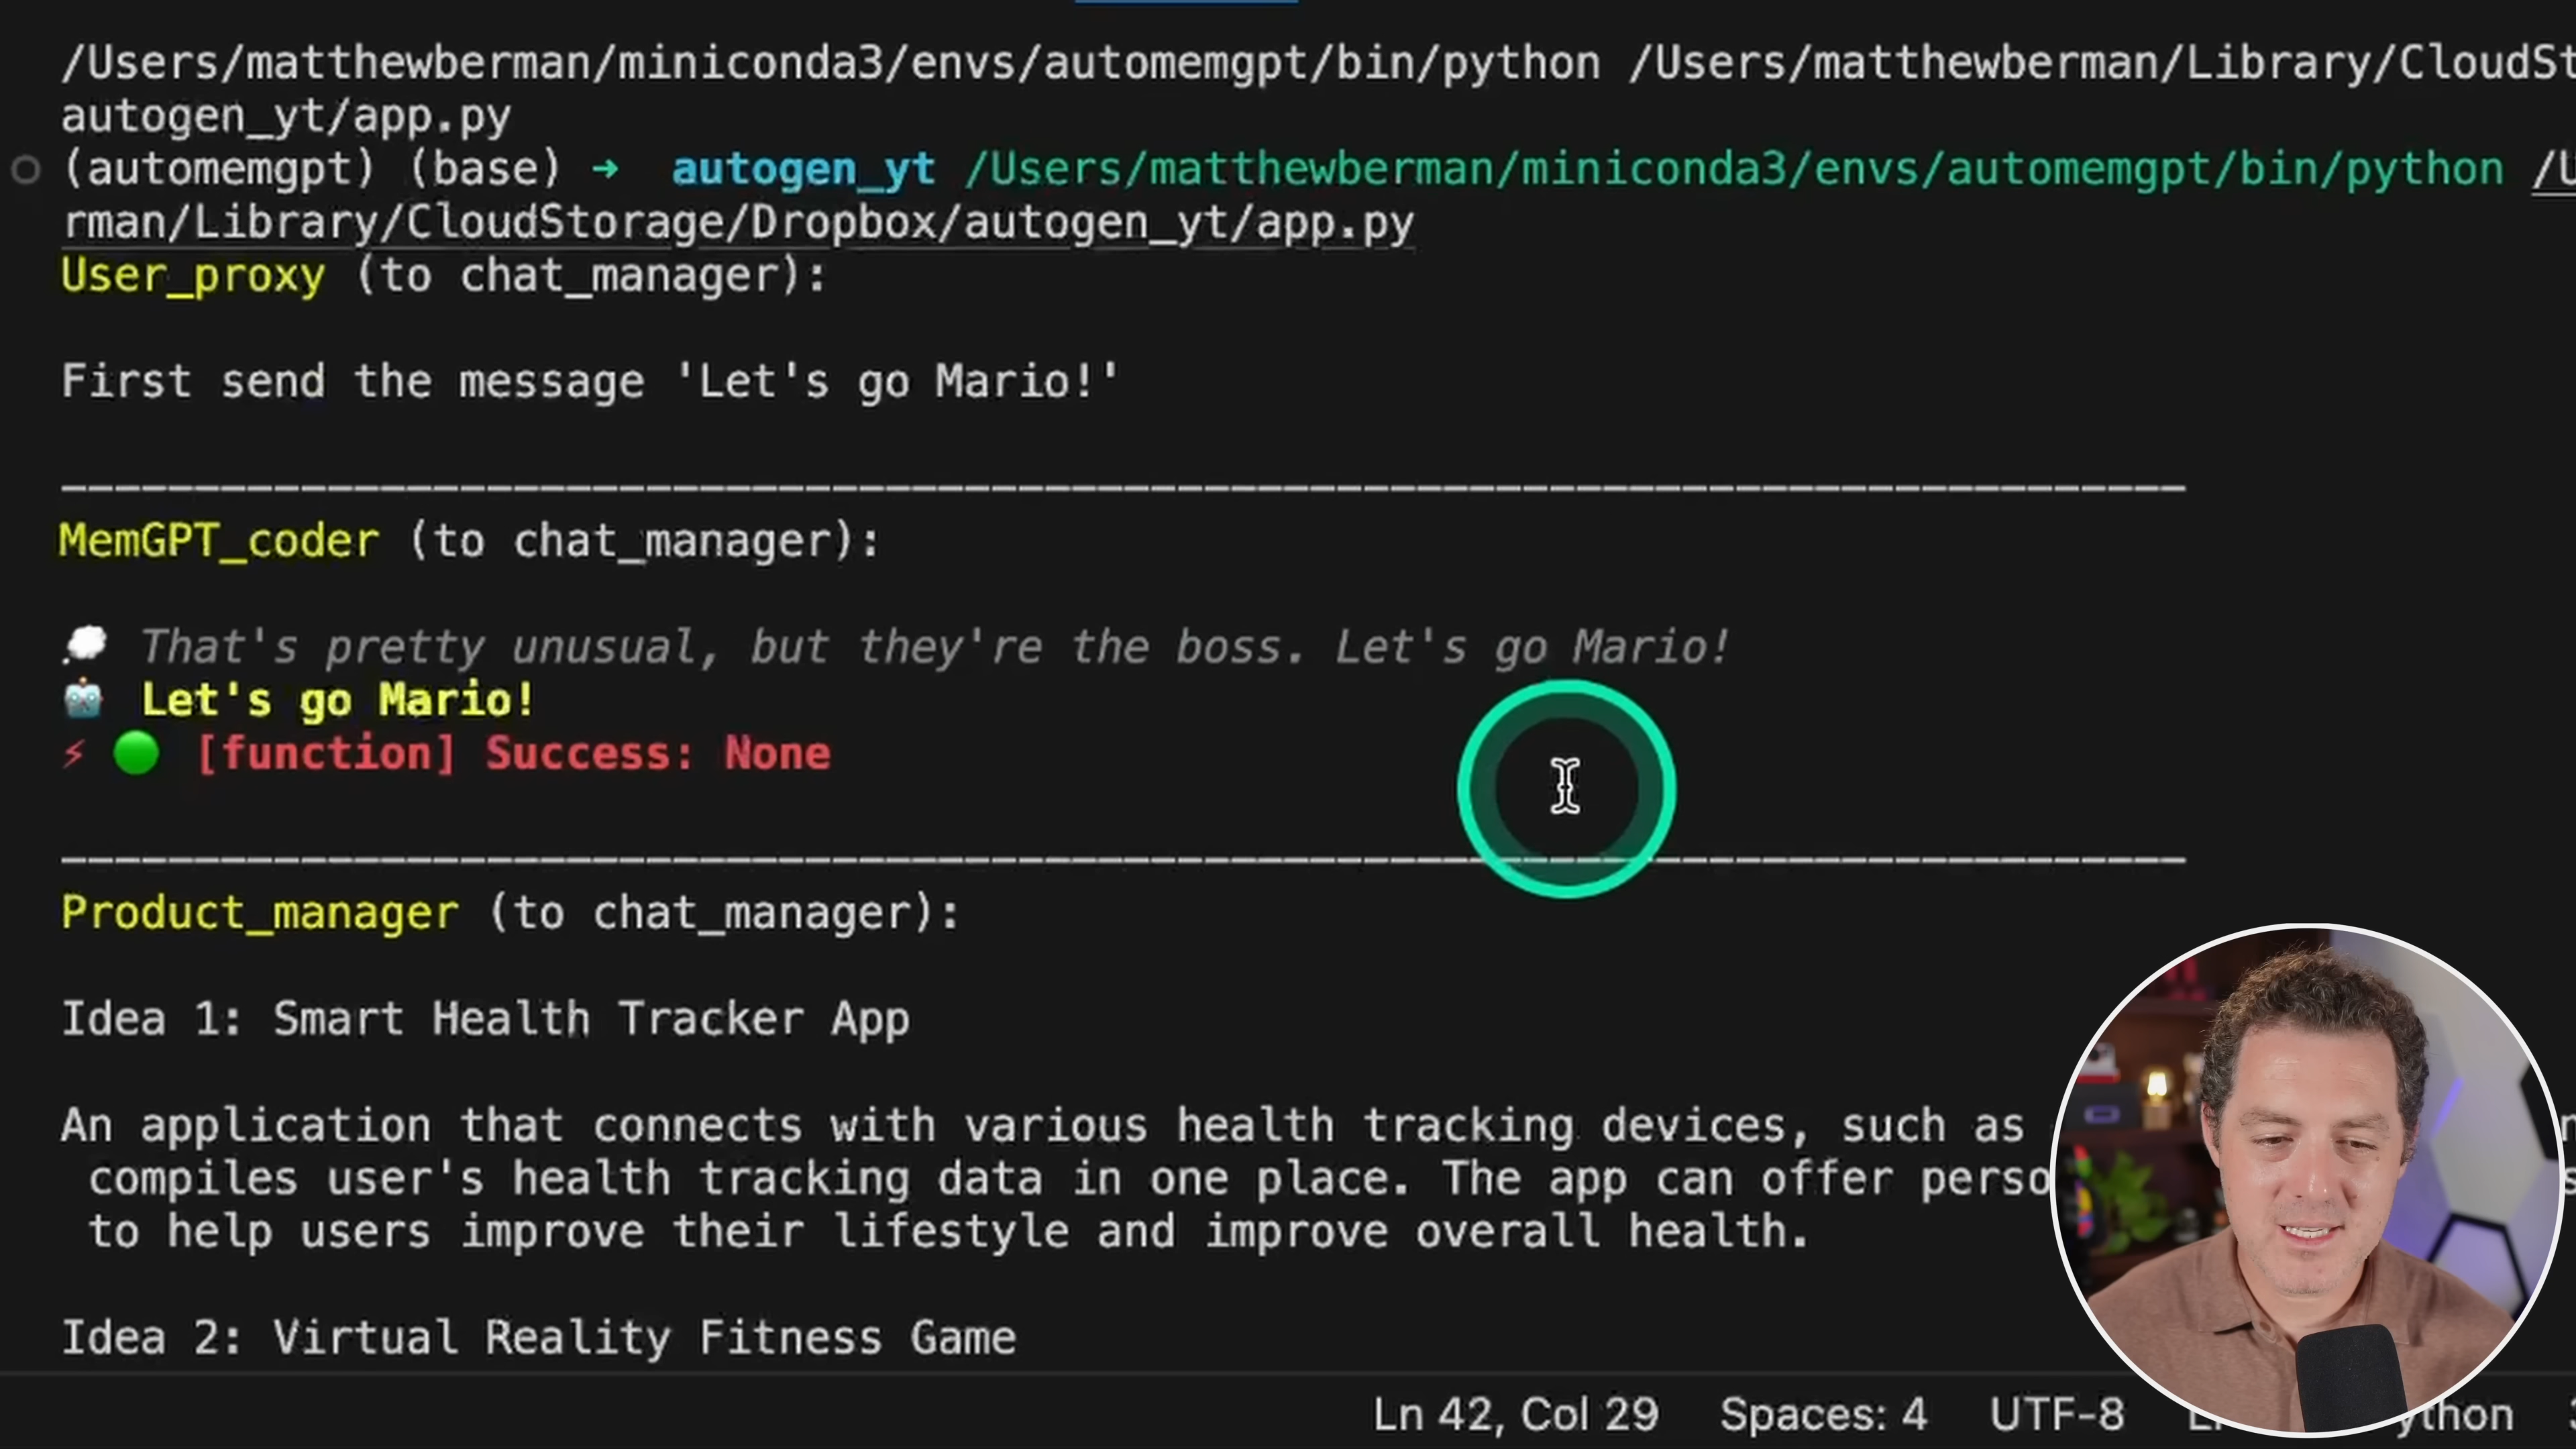 /Users/matthewberman/miniconda3/envs/automemgpt/bin/python /Users/matthewberman/Library/CloudSt
autogen_yt/app.py
(automemgpt) (base) → autogen_yt /Users/matthewberman/miniconda3/envs/automemgpt/bin/python /U
rman/Library/CloudStorage/Dropbox/autogen_yt/app.py
User_proxy (to chat_manager):
First send the message 'Let's go Mario!'
MemGPT_coder (to chat_manager):
💭 That's pretty unusual, but they're the boss. Let's go Mario!
🤖 Let's go Mario!
⚡🟢 [function] Success: None
Product_manager (to chat_manager):
Idea 1: Smart Health Tracker App
An application that connects with various health tracking devices, such as
compiles user's health tracking data in one place. The app can offer perso
to help users improve their lifestyle and improve overall health.
Idea 2: Virtual Reality Fitness Game
Ln 42, Col 29 Spaces: 4 UTF-8 ython